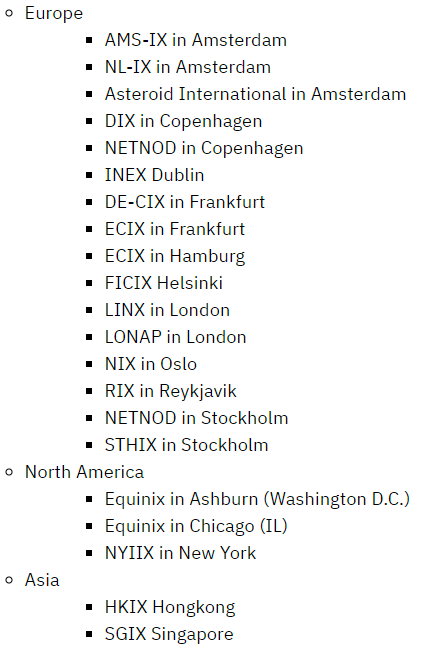 Europe
AMS-IX in Amsterdam
NL-IX in Amsterdam
Asteroid International in Amsterdam
DIX in Copenhagen
NETNOD in Copenhagen
INEX Dublin
DE-CIX in Frankfurt
ECIX in Frankfurt
ECIX in Hamburg
FICIX Helsinki
LINX in London
LONAP in London
NIX in Oslo
RIX in Reykjavik
NETNOD in Stockholm
STHIX in Stockholm
North America
Equinix in Ashburn (Washington D.C.)
Equinix in Chicago (IL)
NYIIX in New York
Asia
HKIX Hongkong
SGIX Singapore